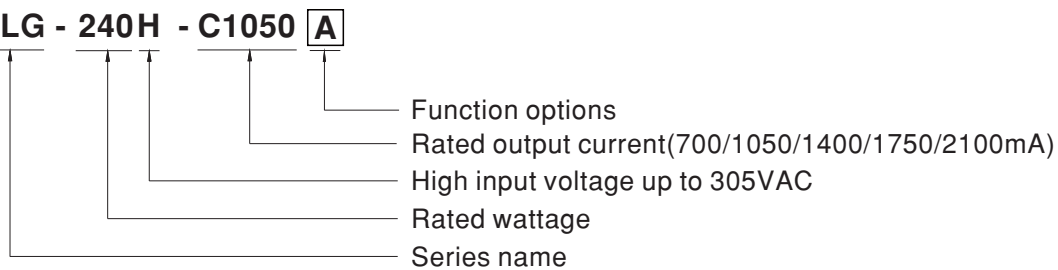 LG - 240H - C1050 A
Function options
Rated output current(700/1050/1400/1750/2100mA)
High input voltage up to 305VAC
Rated wattage
Series name